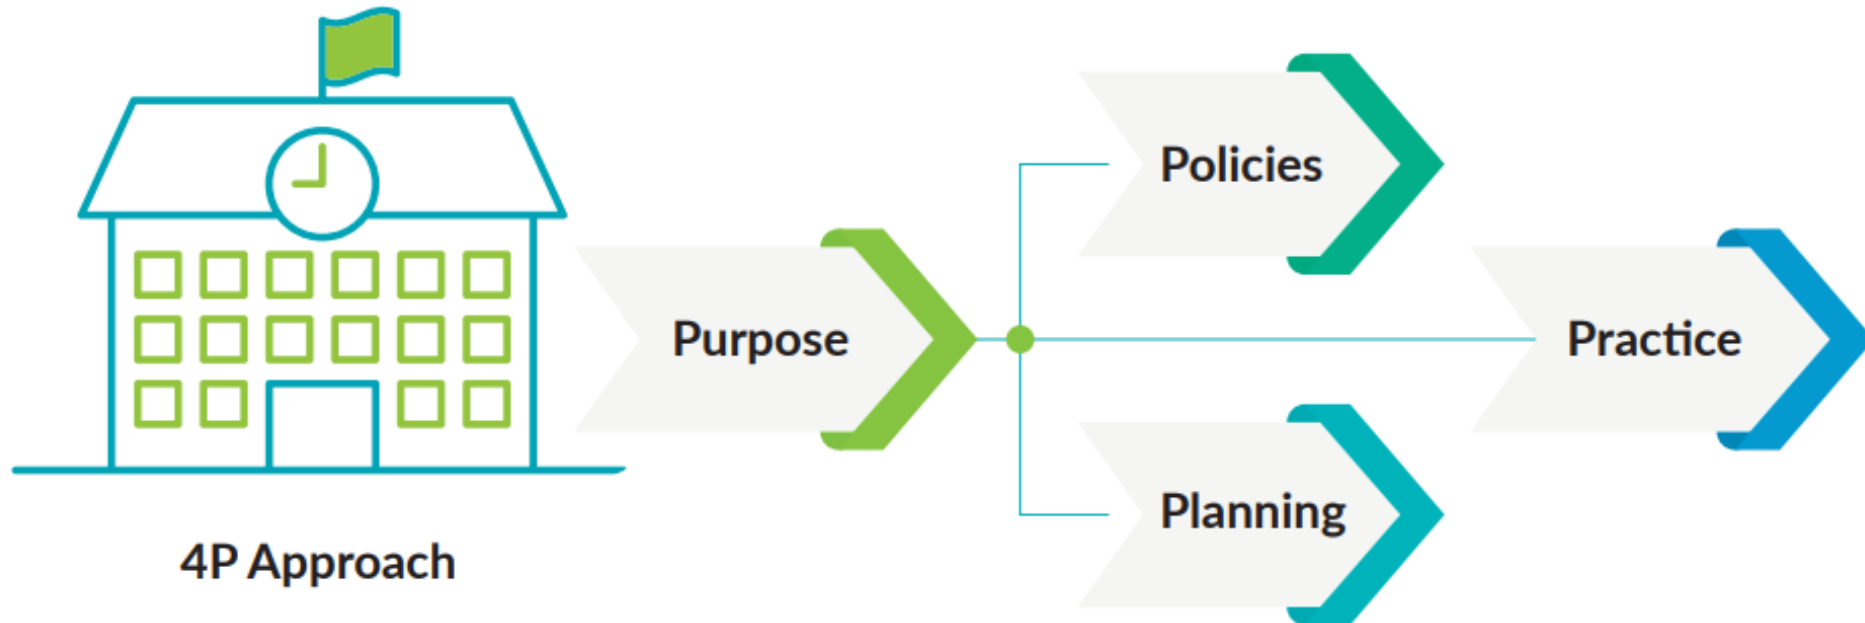 4P Approach
Purpose
Policies
Planning
Practice